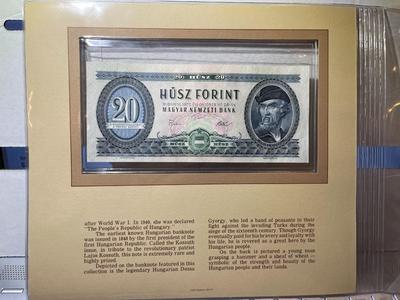 20 HÚSZ 20
HÚSZ FORINT
MAGYAR NEMZETI BANK
20
HÚSZ HÚSZ
after World War I. In 1949, she was declared
"The People's Republic of Hungary."
The earliest known Hungarian banknote
was issued in 1848 by the first president of the
first Hungarian Republic. Called the Kossuth
issue, in tribute to the revolutionary patriot
Lajos Kossuth, this note is extremely rare and
highly prized.
Depicted on the banknote featured in this
collection is the legendary Hungarian Dozsa
Gyorgy, who led a band of peasants in their
fight against the invading Turks during the
siege of the sixteenth century. Though Gyorgy
eventually paid for his bravery and loyalty with
his life, he is revered as a great hero by the
Hungarian people.
On the back is pictured a young man
grasping a hammer and a sheaf of wheat —
symbolic of the strength and beauty of the
Hungarian people and their lands.